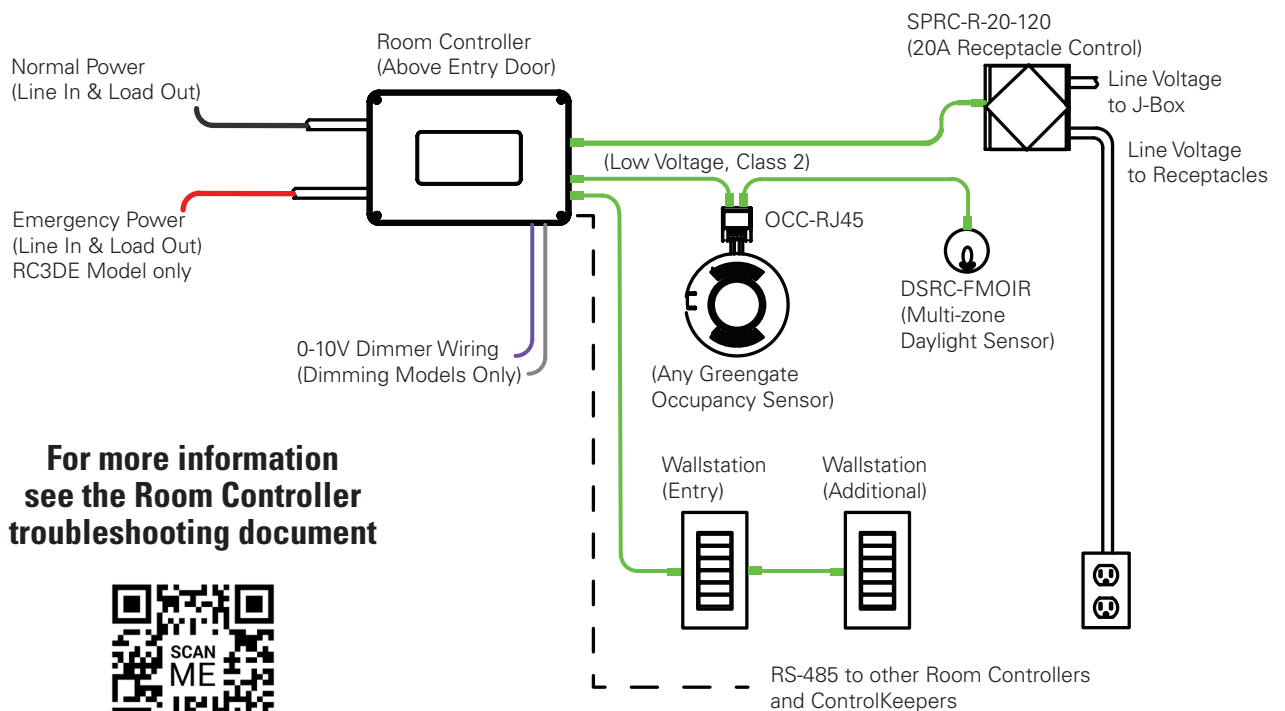 SPRC-R-20-120
(20A Receptacle Control)
Room Controller
(Above Entry Door)
Normal Power
(Line In & Load Out)
Line Voltage
to J-Box
Line Voltage
to Receptacles
(Low Voltage, Class 2)
OCC-RJ45
Emergency Power
(Line In & Load Out)
RC3DE Model only
DSRC-FMOIR
(Multi-zone
Daylight Sensor)
0-10V Dimmer Wiring
(Dimming Models Only)
(Any Greengate
Occupancy Sensor)
For more information
see the Room Controller
troubleshooting document
Wallstation
(Entry)
Wallstation
(Additional)
SCAN
ME
RS-485 to other Room Controllers
and ControlKeepers